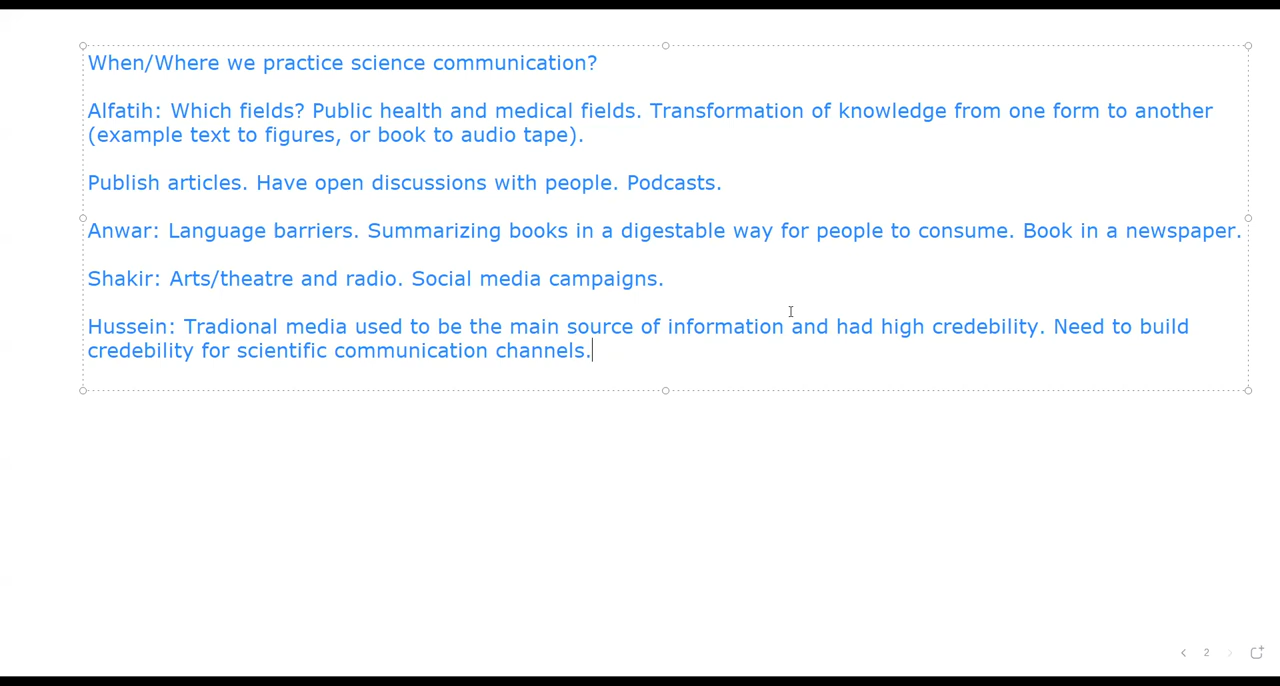 When/Where we practice science communication?
Alfatih: Which fields? Public health and medical fields. Transformation of knowledge from one form to another
(example text to figures, or book to audio tape).
Publish articles. Have open discussions with people. Podcasts.
Anwar: Language barriers. Summarizing books in a digestable way for people to consume. Book in a newspaper.
Shakir: Arts/theatre and radio. Social media campaigns.
Hussein: Tradional media used to be the main source of information and had high credebility. Need to build
credebility for scientific communication channels.
2